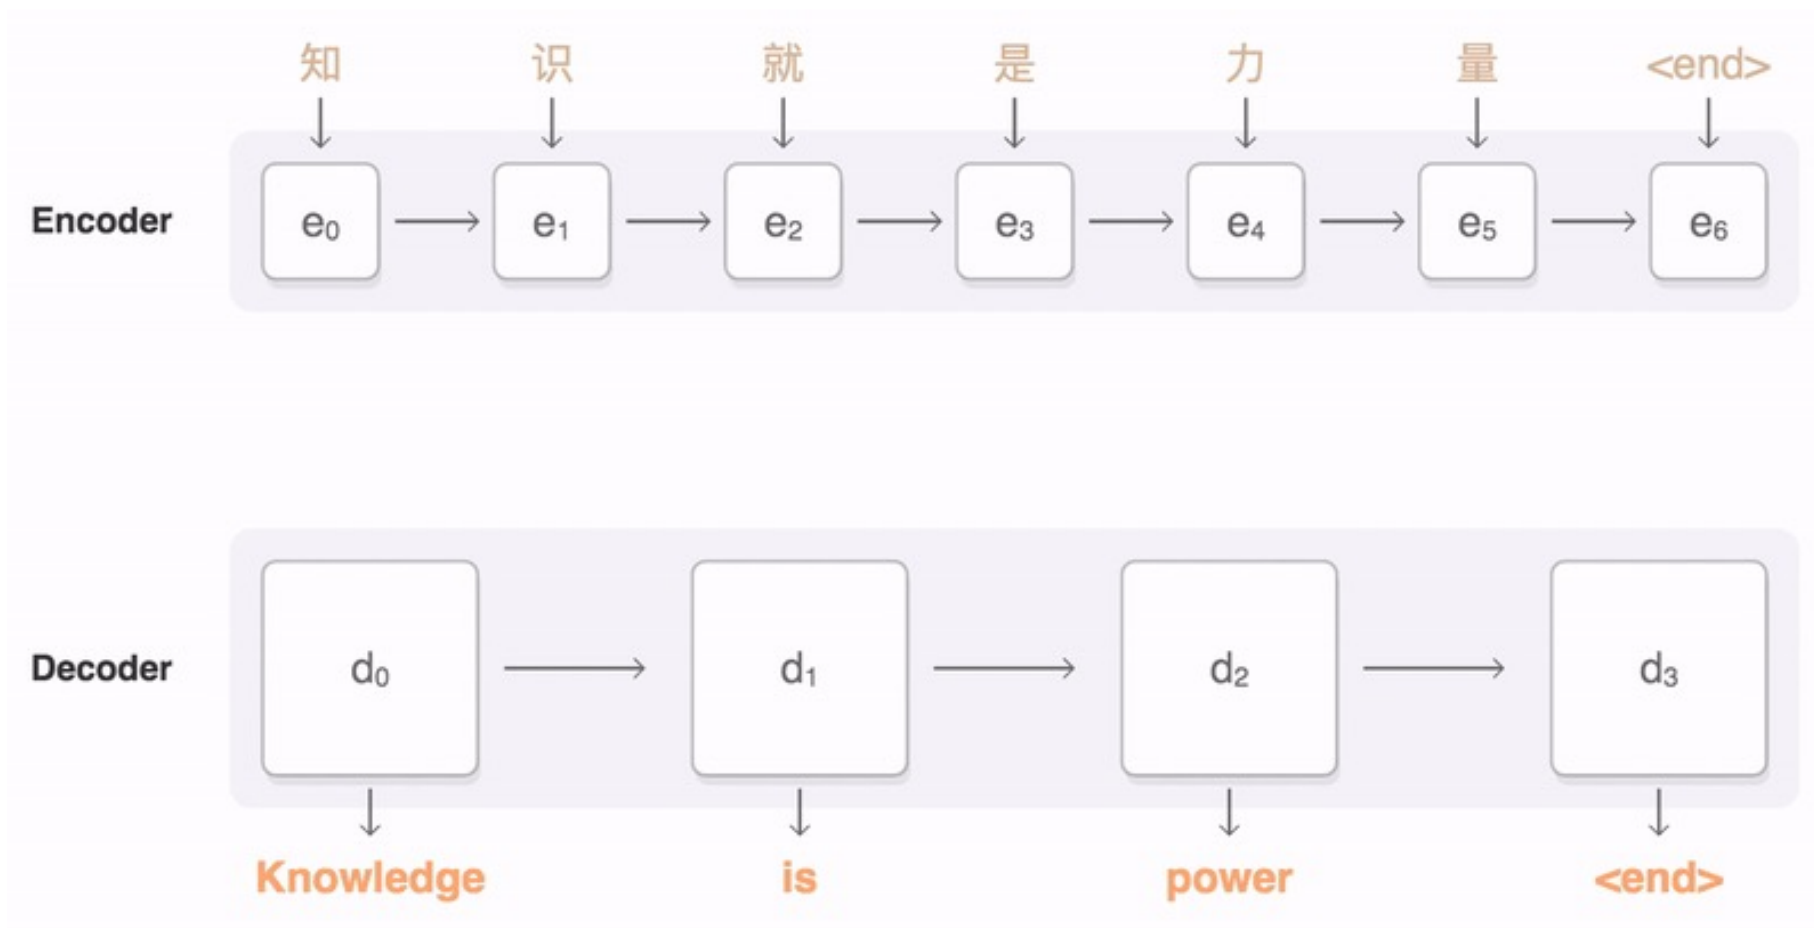 知 识 就 是 力 量 <end>
Encoder e₀ e₁ e₂ e₃ e₄ e₅ e₆
Decoder d₀ d₁ d₂ d₃
Knowledge is power <end>